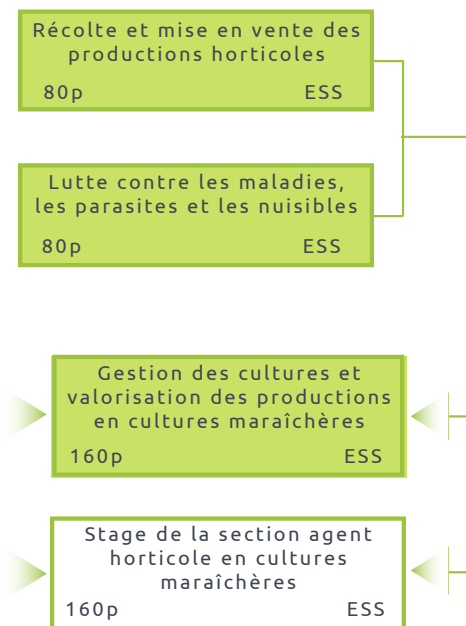 Récolte et mise en vente des
productions horticoles
80p ESS
Lutte contre les maladies,
les parasites et les nuisibles
80p ESS
Gestion des cultures et
valorisation des productions
en cultures maraîchères
160p ESS
Stage de la section agent
horticole en cultures
maraîchères
160p ESS